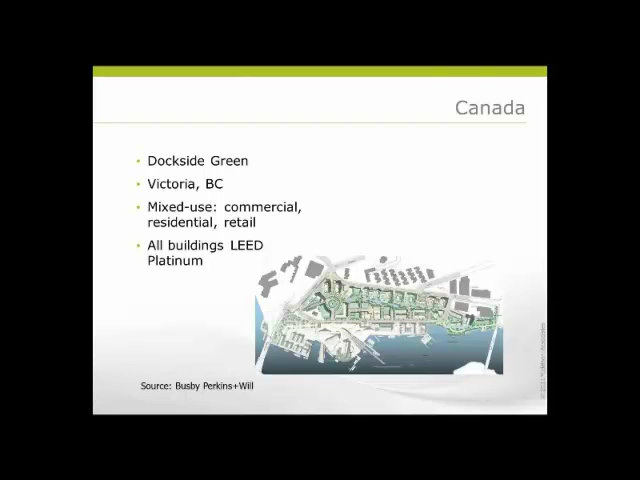 Canada
• Dockside Green
• Victoria, BC
• Mixed-use: commercial,
residential, retail
• All buildings LEED
Platinum
Source: Busby Perkins+Will